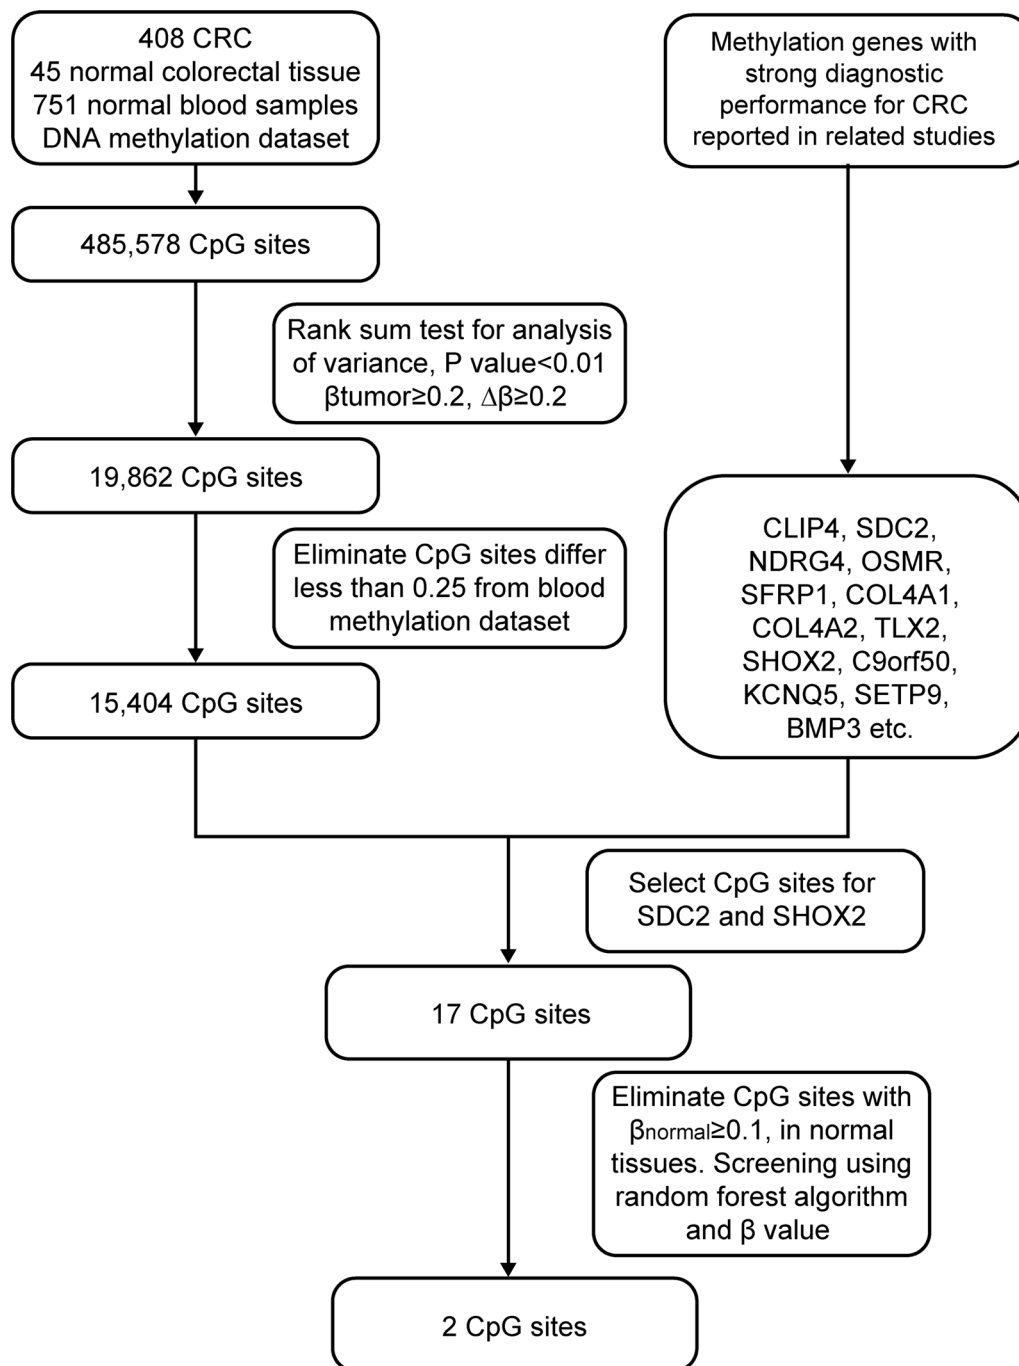 408 CRC
45 normal colorectal tissue
751 normal blood samples
DNA methylation dataset
Methylation genes with
strong diagnostic
performance for CRC
reported in related studies
485,578 CpG sites
Rank sum test for analysis
of variance, P value<0.01
βtumor≥0.2, Δβ≥0.2
19,862 CpG sites
Eliminate CpG sites differ
less than 0.25 from blood
methylation dataset
15,404 CpG sites
CLIP4, SDC2,
NDRG4, OSMR,
SFRP1, COL4A1,
COL4A2, TLX2,
SHOX2, C9orf50,
KCNQ5, SETP9,
BMP3 etc.
Select CpG sites for
SDC2 and SHOX2
17 CpG sites
Eliminate CpG sites with
βnormal≥0.1, in normal
tissues. Screening using
random forest algorithm
and β value
2 CpG sites